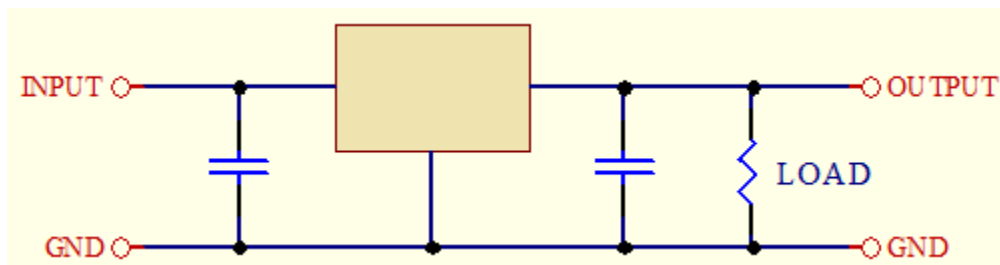 INPUT
OUTPUT
LOAD
GND
GND